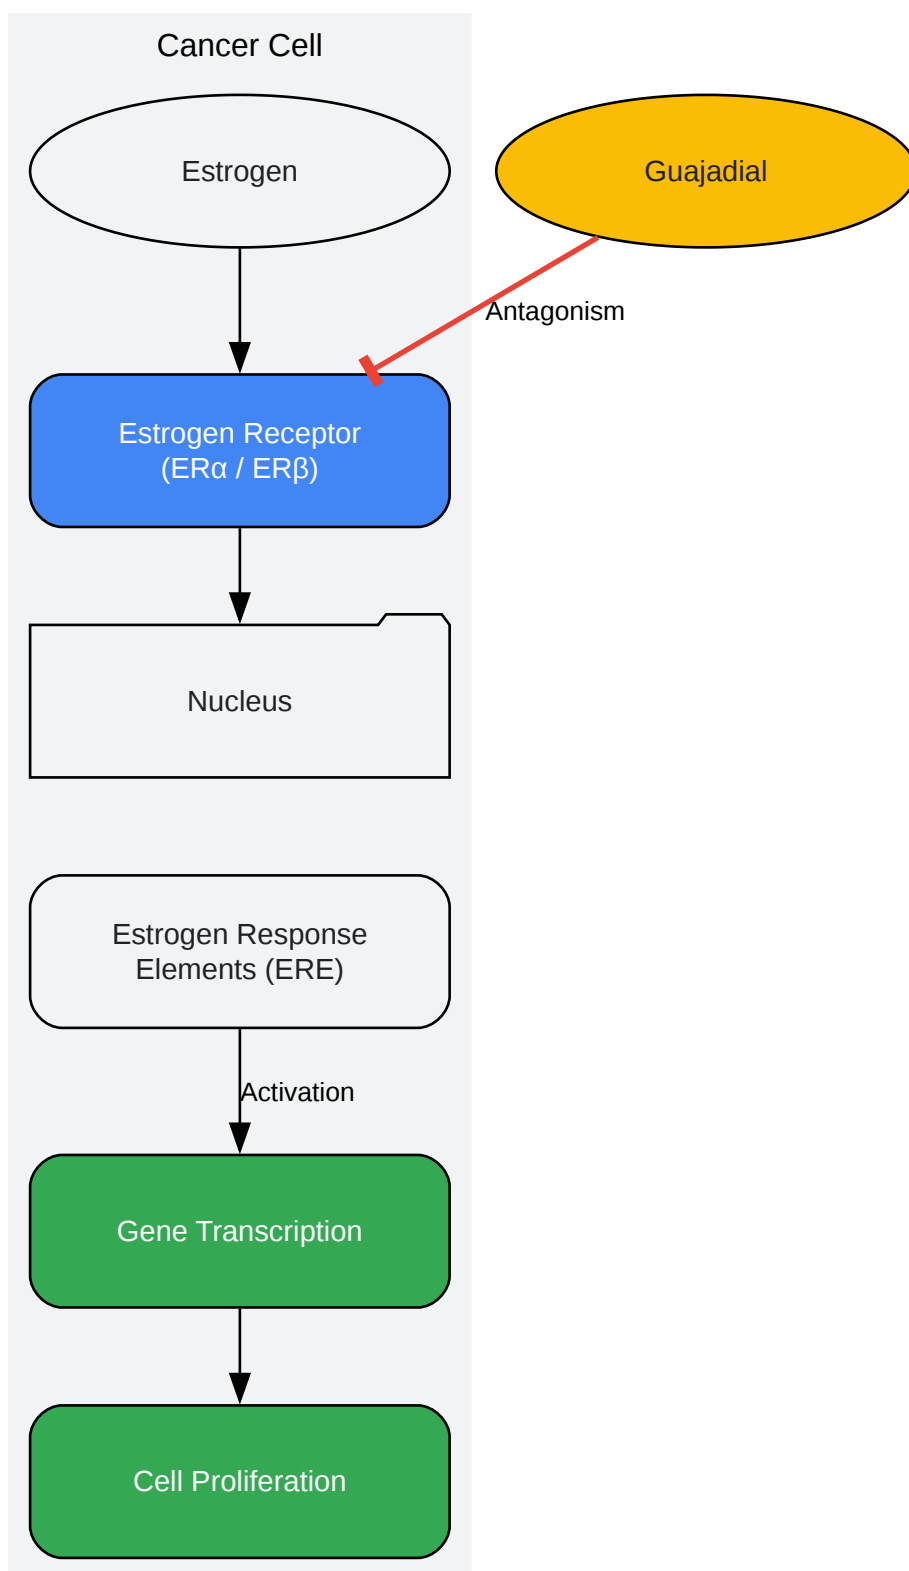 Cancer Cell
Estrogen
Guajadial
Antagonism
Estrogen Receptor
(ERα / ERβ)
Nucleus
Estrogen Response
Elements (ERE)
Activation
Gene Transcription
Cell Proliferation